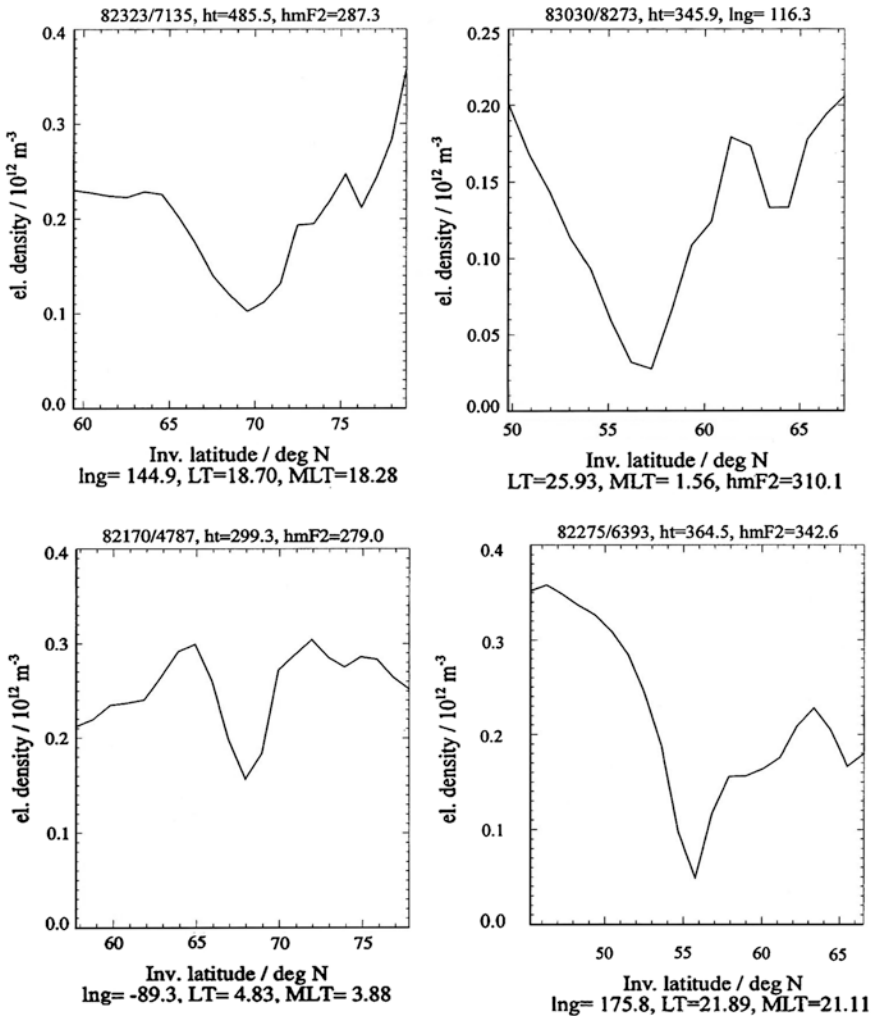 82323/7135, ht=485.5, hmF2=287.3
0.4
0.3
0.2
0.1
0.0
el. density / 10¹² m⁻³
60 65 70 75
Inv. latitude / deg N
lng= 144.9, LT=18.70, MLT=18.28
83030/8273, ht=345.9, lng= 116.3
0.25
0.20
0.15
0.10
0.05
0.00
el. density / 10¹² m⁻³
50 55 60 65
Inv. latitude / deg N
LT=25.93, MLT= 1.56, hmF2=310.1
82170/4787, ht=299.3, hmF2=279.0
0.4
0.3
0.2
0.1
0.0
el. density / 10¹² m⁻³
60 65 70 75
Inv. latitude / deg N
lng= -89.3, LT= 4.83, MLT= 3.88
82275/6393, ht=364.5, hmF2=342.6
0.4
0.3
0.2
0.1
0.0
el. density / 10¹² m⁻³
50 55 60 65
Inv. latitude / deg N
lng= 175.8, LT=21.89, MLT=21.11